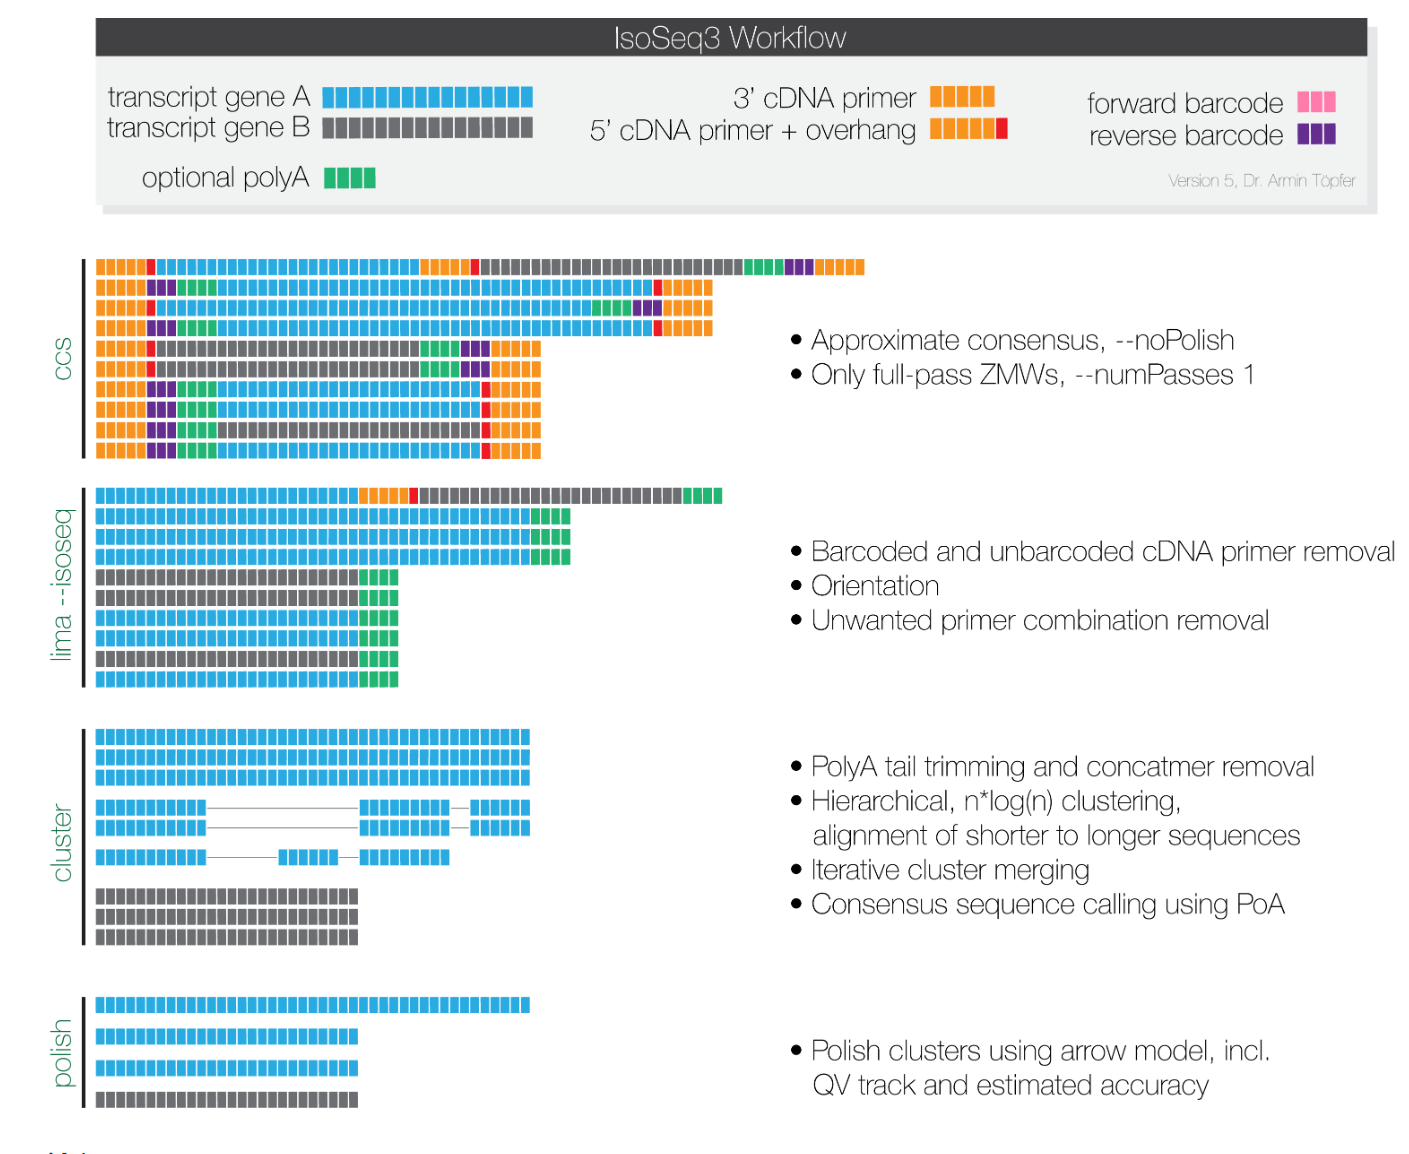 IsoSeq3 Workflow
transcript gene A
transcript gene B
optional polyA
3' cDNA primer
5' cDNA primer + overhang
forward barcode
reverse barcode
Version 5, Dr. Armin Töpfer
ccs
• Approximate consensus, --noPolish
• Only full-pass ZMWs, --numPasses 1
lima --isoseq
• Barcoded and unbarcoded cDNA primer removal
• Orientation
• Unwanted primer combination removal
cluster
• PolyA tail trimming and concatmer removal
• Hierarchical, n*log(n) clustering,
alignment of shorter to longer sequences
• Iterative cluster merging
• Consensus sequence calling using PoA
polish
• Polish clusters using arrow model, incl.
QV track and estimated accuracy